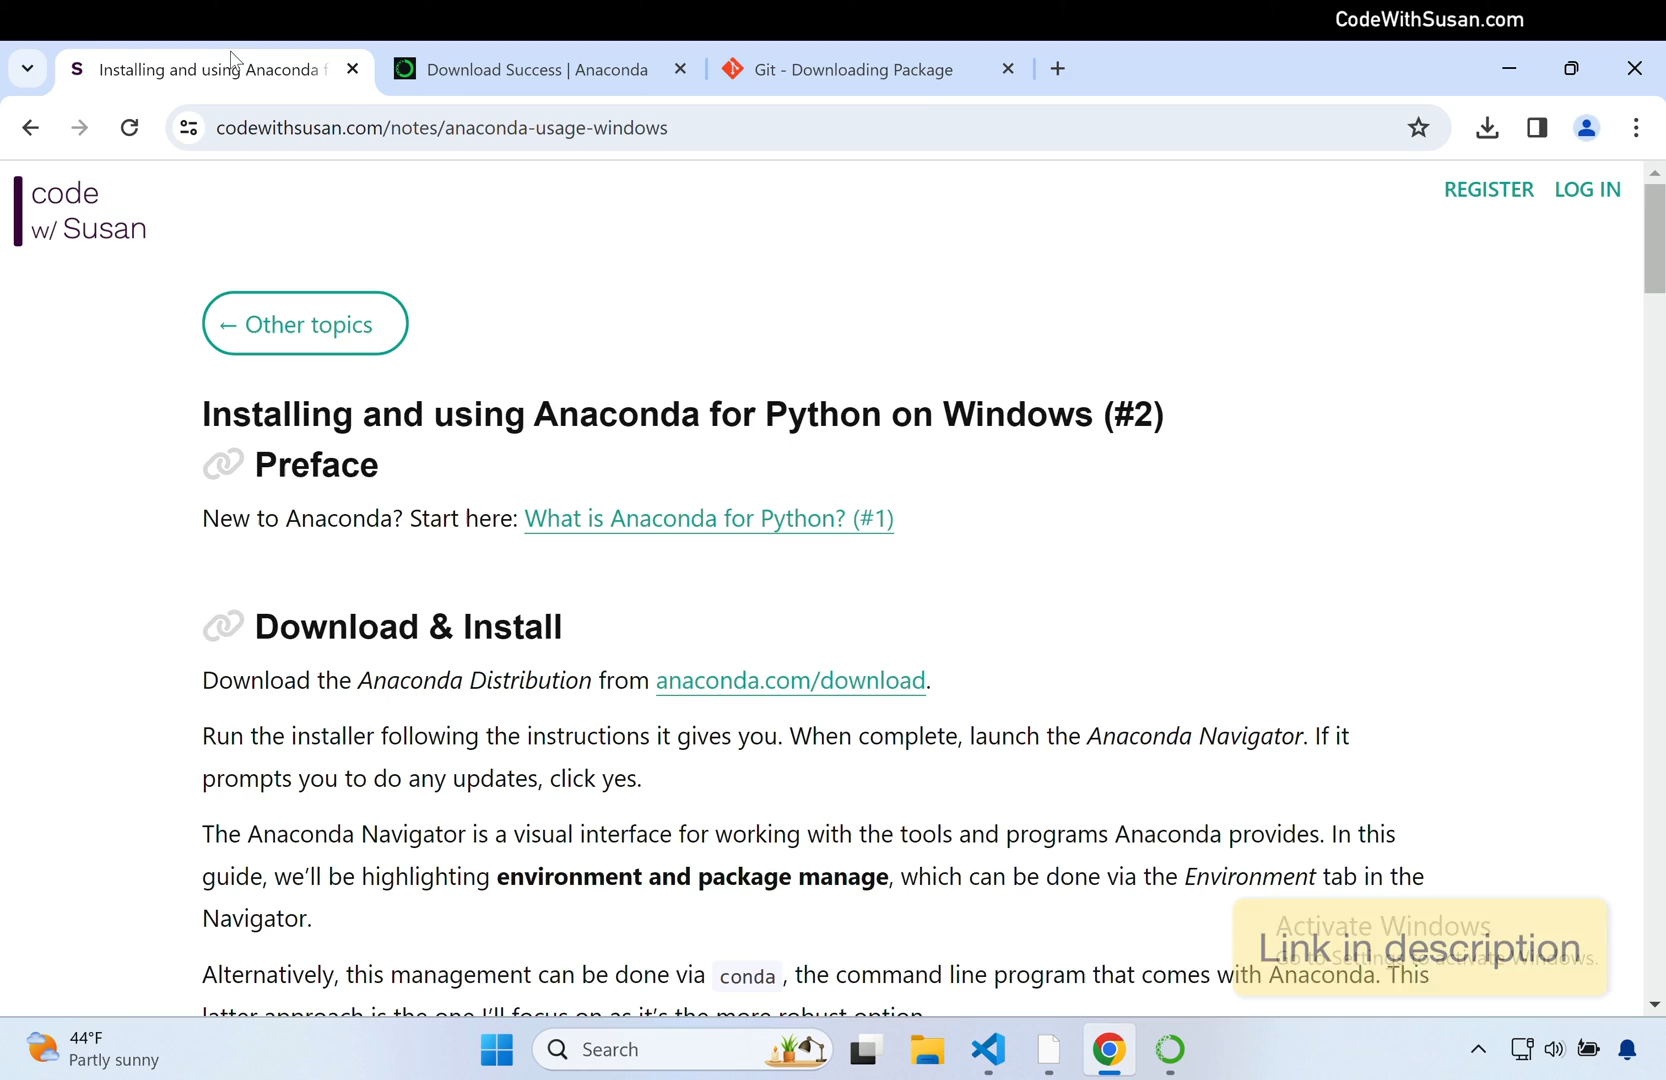 CodeWithSusan.com
Installing and using Anaconda f
Download Success | Anaconda
Git - Downloading Package
codewithsusan.com/notes/anaconda-usage-windows
code
w/ Susan
REGISTER LOG IN
← Other topics
Installing and using Anaconda for Python on Windows (#2)
Preface
New to Anaconda? Start here: What is Anaconda for Python? (#1)
Download & Install
Download the Anaconda Distribution from anaconda.com/download.
Run the installer following the instructions it gives you. When complete, launch the Anaconda Navigator. If it
prompts you to do any updates, click yes.
The Anaconda Navigator is a visual interface for working with the tools and programs Anaconda provides. In this
guide, we'll be highlighting environment and package manage, which can be done via the Environment tab in the
Navigator.
Activate Windows
Link in description
Go to Settings to activate Windows.
Alternatively, this management can be done via conda, the command line program that comes with Anaconda. This
latter approach is the one I'll focus on as it's the more robust option.
44°F
Partly sunny
Search